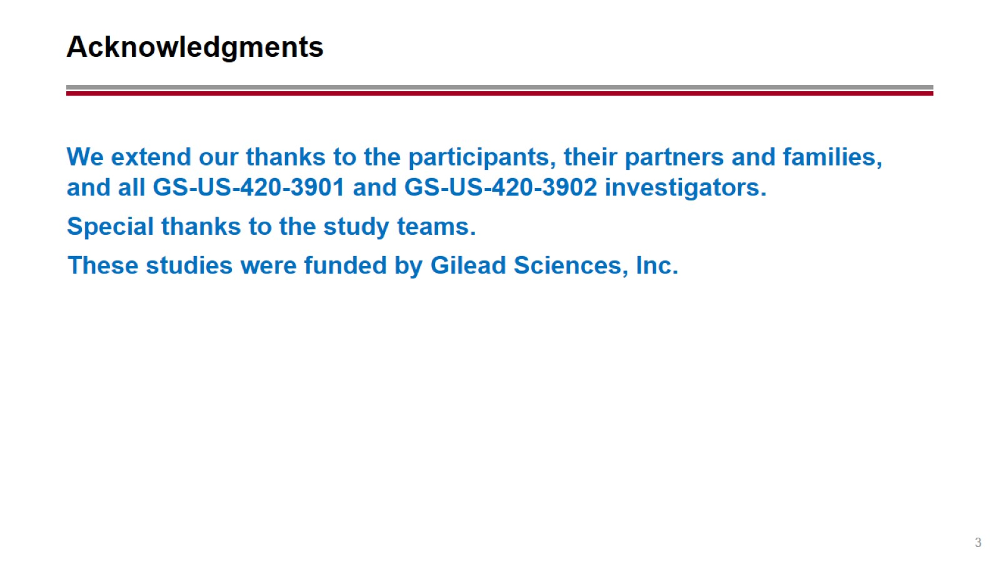 Acknowledgments
We extend our thanks to the participants, their partners and families,
and all GS-US-420-3901 and GS-US-420-3902 investigators.
Special thanks to the study teams.
These studies were funded by Gilead Sciences, Inc.
3